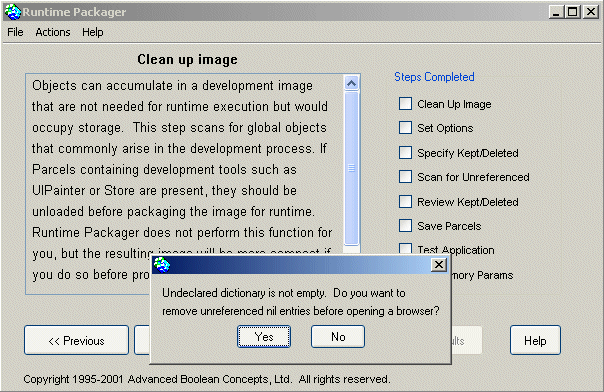 Runtime Packager
File Actions Help
Clean up image
Objects can accumulate in a development image
that are not needed for runtime execution but would
occupy storage. This step scans for global objects
that commonly arise in the development process. If
Parcels containing development tools such as
UIPainter or Store are present, they should be
unloaded before packaging the image for runtime.
Runtime Packager does not perform this function for
you, but the resulting image will be more compact if
you do so before
Steps Completed
Clean Up Image
Set Options
Specify Kept/Deleted
Scan for Unreferenced
Review Kept/Deleted
Save Parcels
Test Application
Params
Undeclared dictionary is not empty. Do you want to
remove unreferenced nil entries before opening a browser?
Yes No
<< Previous
Help
Copyright 1995-2001 Advanced Boolean Concepts, Ltd. All rights reserved.